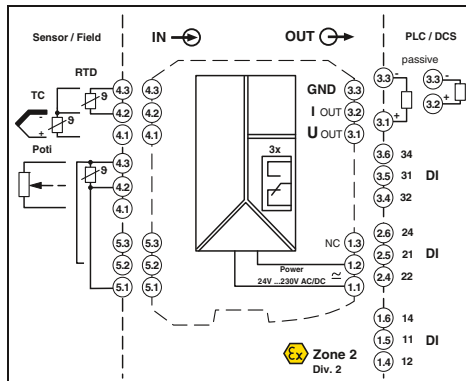 Sensor / Field
IN
OUT
PLC / DCS
passive
RTD
TC
-
+
ϑ
ϑ
4.3
4.2
4.1
4.3
4.2
4.1
GND 3.3
I OUT 3.2
U OUT 3.1
3.3 -
3.1 +
3.3 -
3.2 +
Poti
ϑ
4.3
4.2
4.1
3x
3.6 34
3.5 31 DI
3.4 32
5.3
5.2
5.1
5.3
5.2
5.1
NC 1.3
1.2
1.1
Power
24V ...230V AC/DC
≂
2.6 24
2.5 21 DI
2.4 22
1.6 14
1.5 11 DI
1.4 12
Ex Zone 2
Div. 2